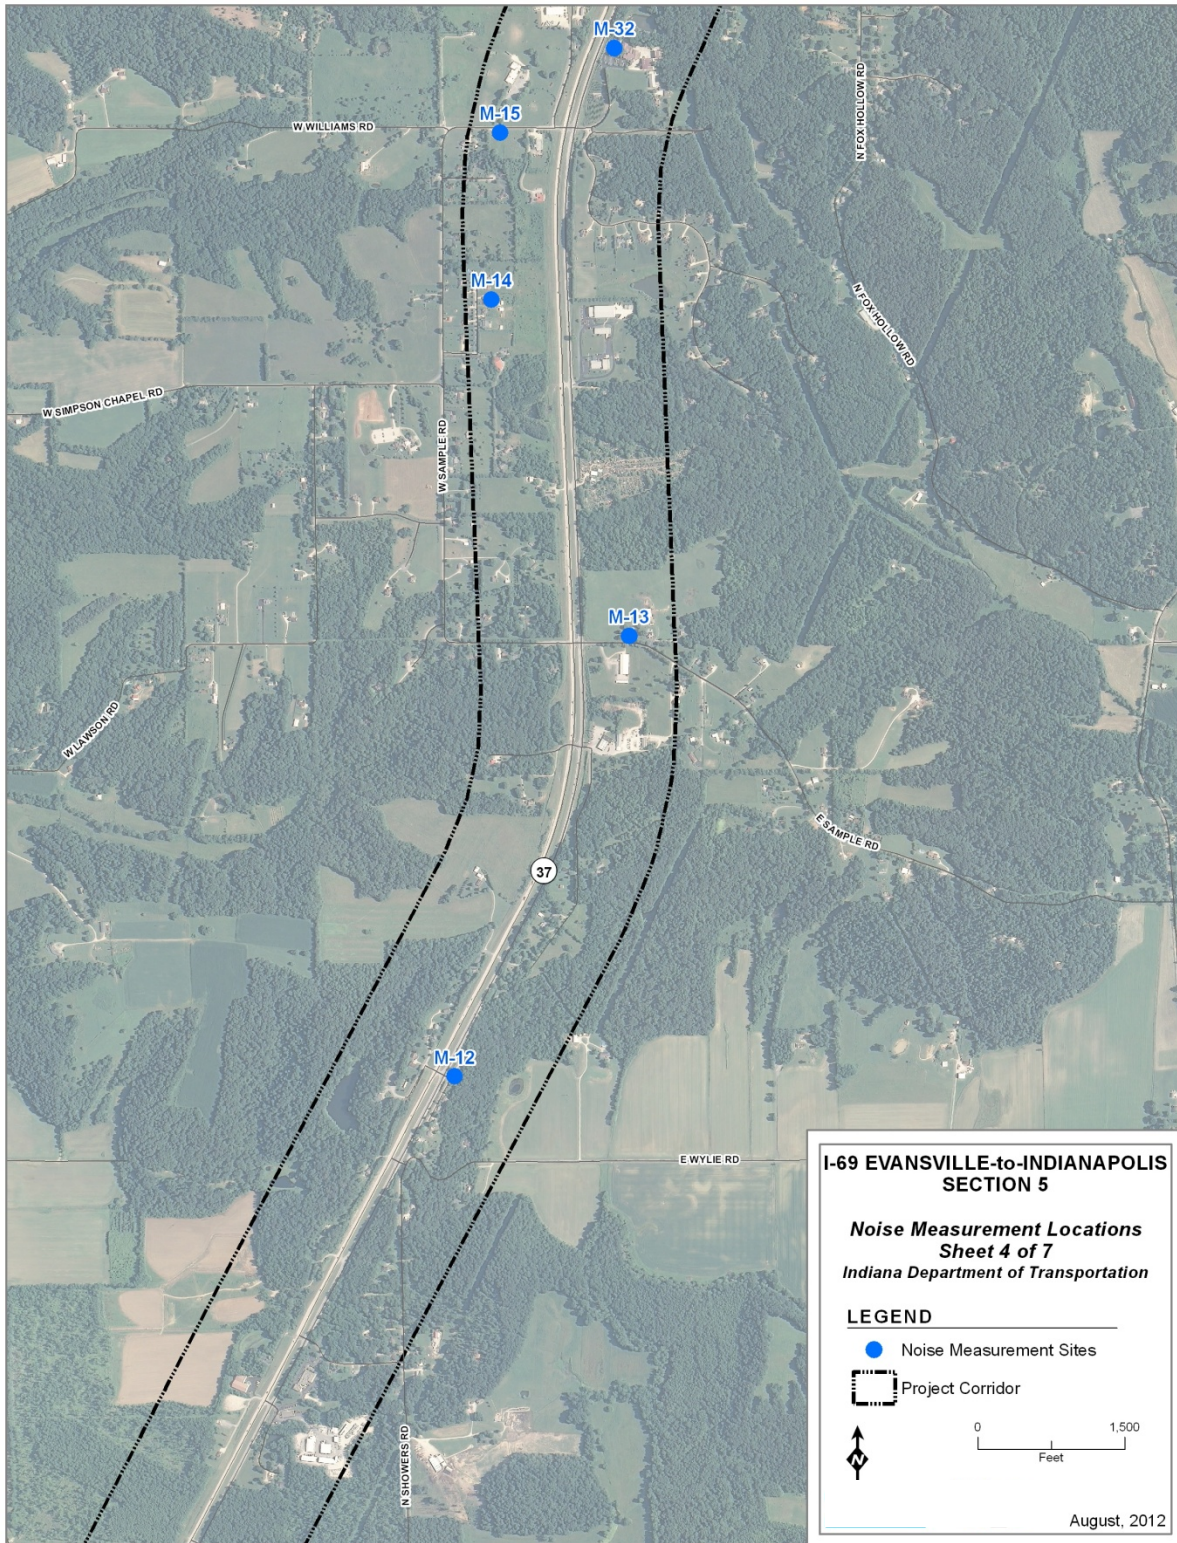 M-32
M-15
W WILLIAMS RD
N FOX HOLLOW RD
M-14
N FOX HOLLOW RD
W SIMPSON CHAPEL RD
W SAMPLE RD
M-13
W LAWSON RD
E SAMPLE RD
37
M-12
E WYLIE RD
N SHOWERS RD
I-69 EVANSVILLE-to-INDIANAPOLIS
SECTION 5
Noise Measurement Locations
Sheet 4 of 7
Indiana Department of Transportation
LEGEND
Noise Measurement Sites
Project Corridor
N
0 1,500
Feet
August, 2012